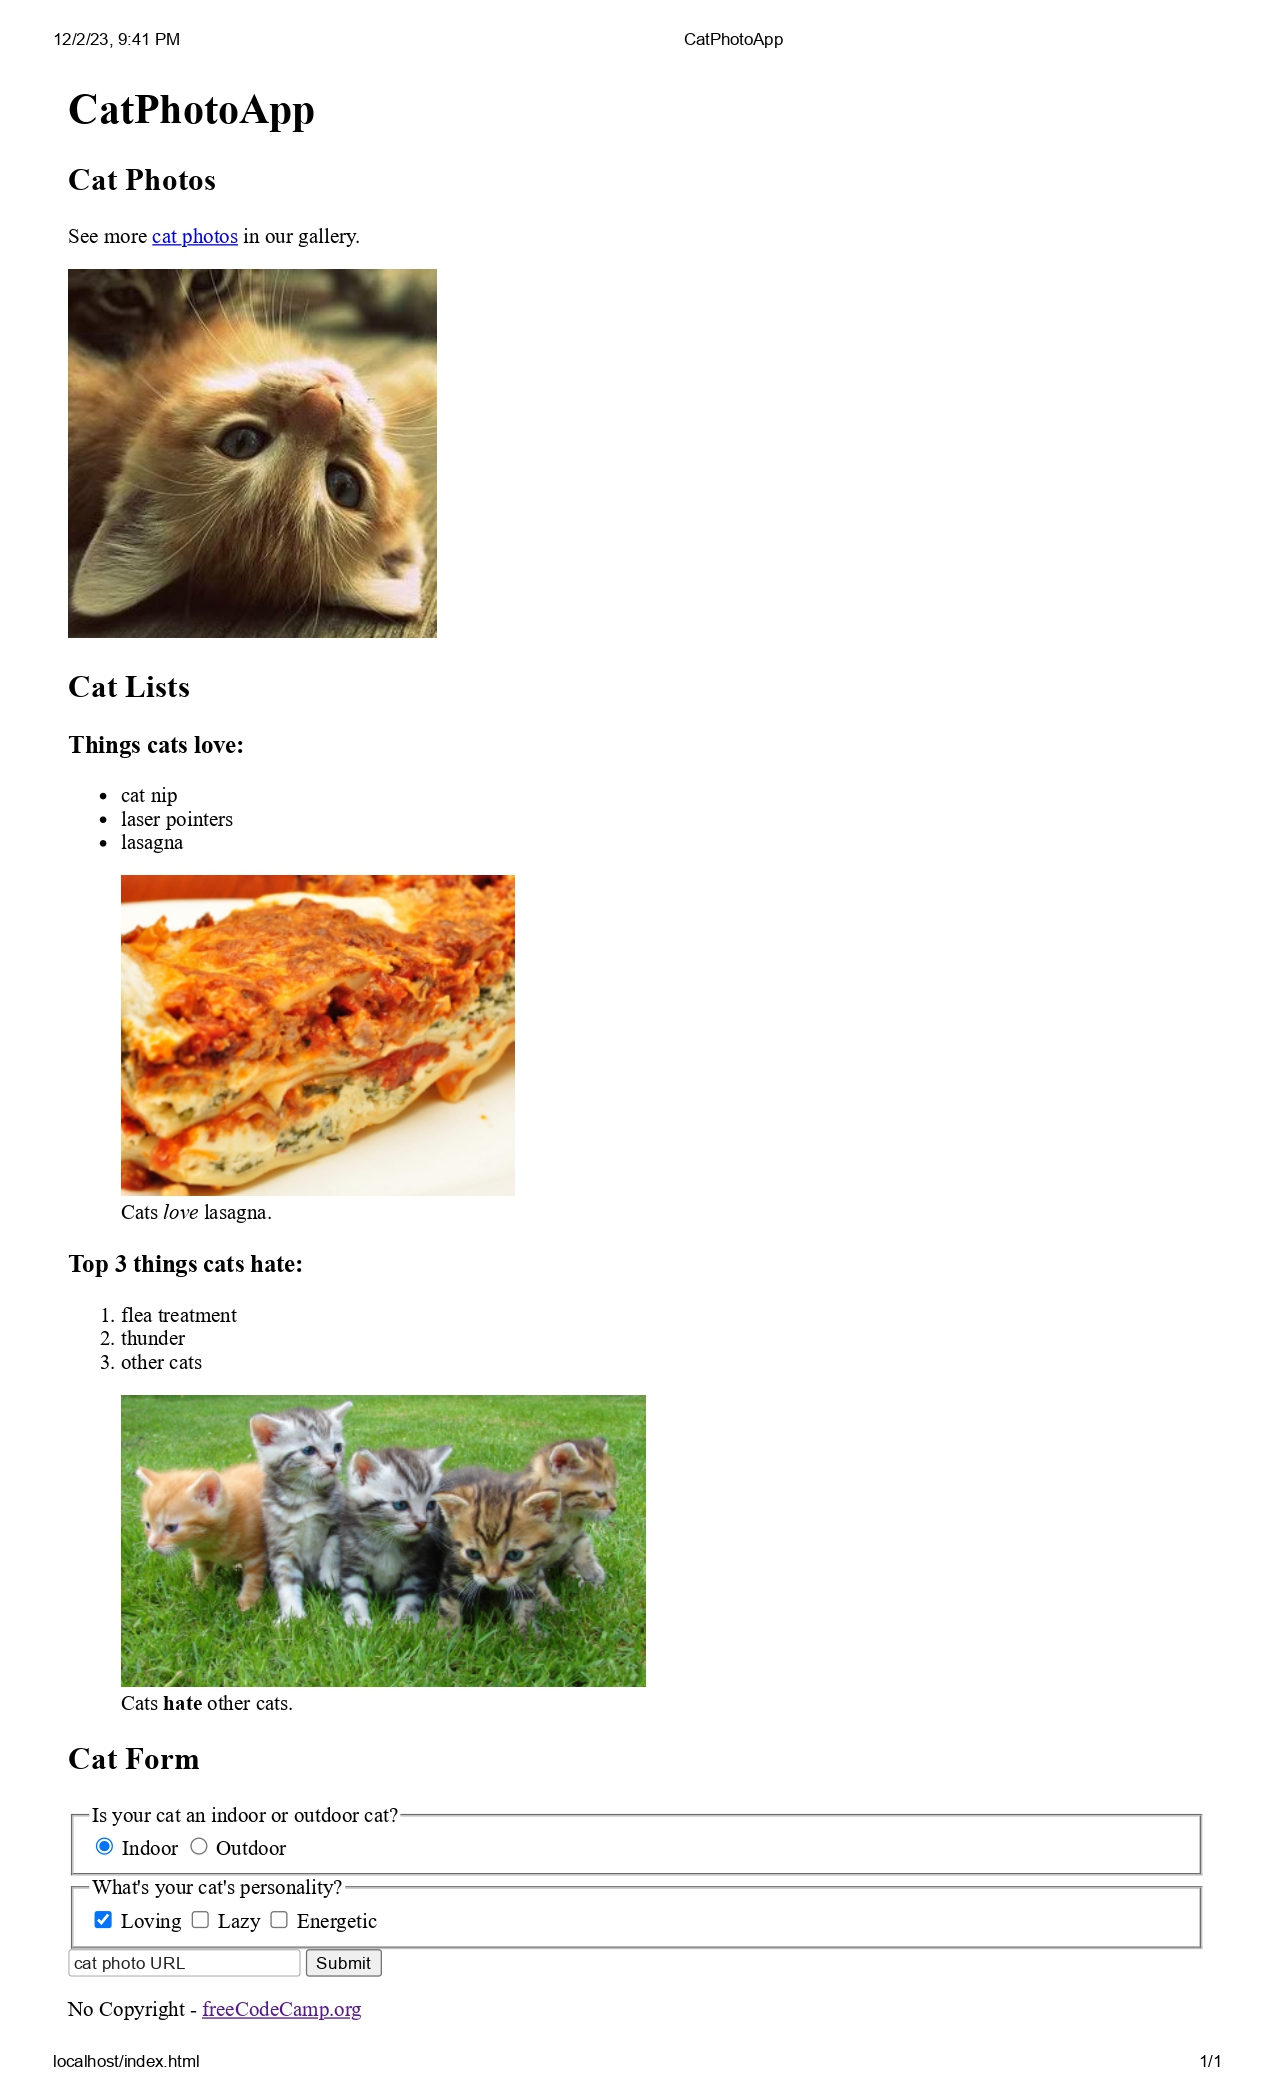 12/2/23, 9:41 PM CatPhotoApp
CatPhotoApp
Cat Photos
See more cat photos in our gallery.
Cat Lists
Things cats love:
• cat nip
• laser pointers
• lasagna
Cats love lasagna.
Top 3 things cats hate:
1. flea treatment
2. thunder
3. other cats
Cats hate other cats.
Cat Form
Is your cat an indoor or outdoor cat?
Indoor Outdoor
What's your cat's personality?
Loving Lazy Energetic
cat photo URL Submit
No Copyright - freeCodeCamp.org
localhost/index.html 1/1